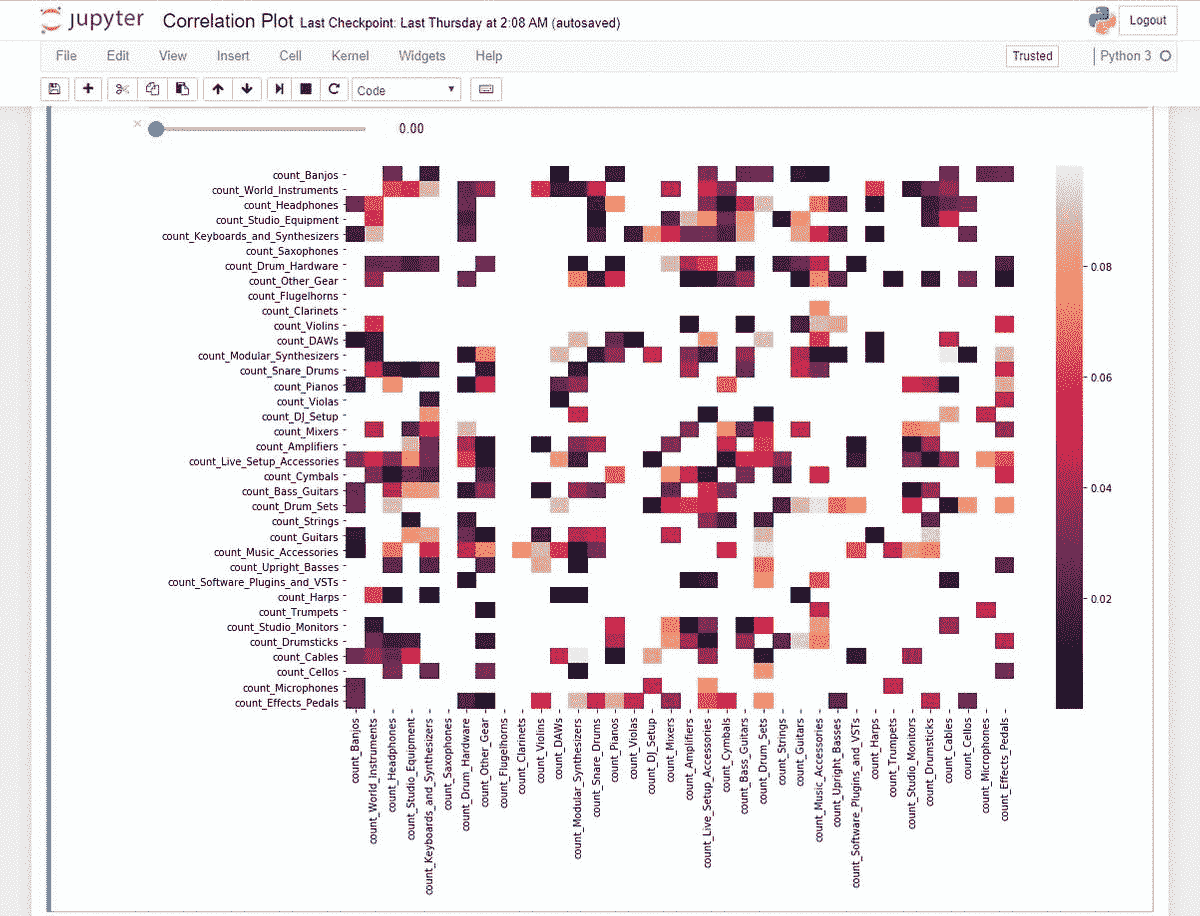 jupyter Correlation Plot Last Checkpoint: Last Thursday at 2:08 AM (autosaved)
Logout
File Edit View Insert Cell Kernel Widgets Help
Trusted Python 3
Code
0.00
count_Banjos
count_World_Instruments
count_Headphones
count_Studio_Equipment
count_Keyboards_and_Synthesizers
count_Saxophones
count_Drum_Hardware
count_Other_Gear
count_Flugelhorns
count_Clarinets
count_Violins
count_DAWs
count_Modular_Synthesizers
count_Snare_Drums
count_Pianos
count_Violas
count_DJ_Setup
count_Mixers
count_Amplifiers
count_Live_Setup_Accessories
count_Cymbals
count_Bass_Guitars
count_Drum_Sets
count_Strings
count_Guitars
count_Music_Accessories
count_Upright_Basses
count_Software_Plugins_and_VSTs
count_Harps
count_Trumpets
count_Studio_Monitors
count_Drumsticks
count_Cables
count_Cellos
count_Microphones
count_Effects_Pedals
0.08
0.06
0.04
0.02
count_Banjos
count_World_Instruments
count_Headphones
count_Studio_Equipment
count_Keyboards_and_Synthesizers
count_Saxophones
count_Drum_Hardware
count_Other_Gear
count_Flugelhorns
count_Clarinets
count_Violins
count_DAWs
count_Modular_Synthesizers
count_Snare_Drums
count_Pianos
count_Violas
count_DJ_Setup
count_Mixers
count_Amplifiers
count_Live_Setup_Accessories
count_Cymbals
count_Bass_Guitars
count_Drum_Sets
count_Strings
count_Guitars
count_Music_Accessories
count_Upright_Basses
count_Software_Plugins_and_VSTs
count_Harps
count_Trumpets
count_Studio_Monitors
count_Drumsticks
count_Cables
count_Cellos
count_Microphones
count_Effects_Pedals